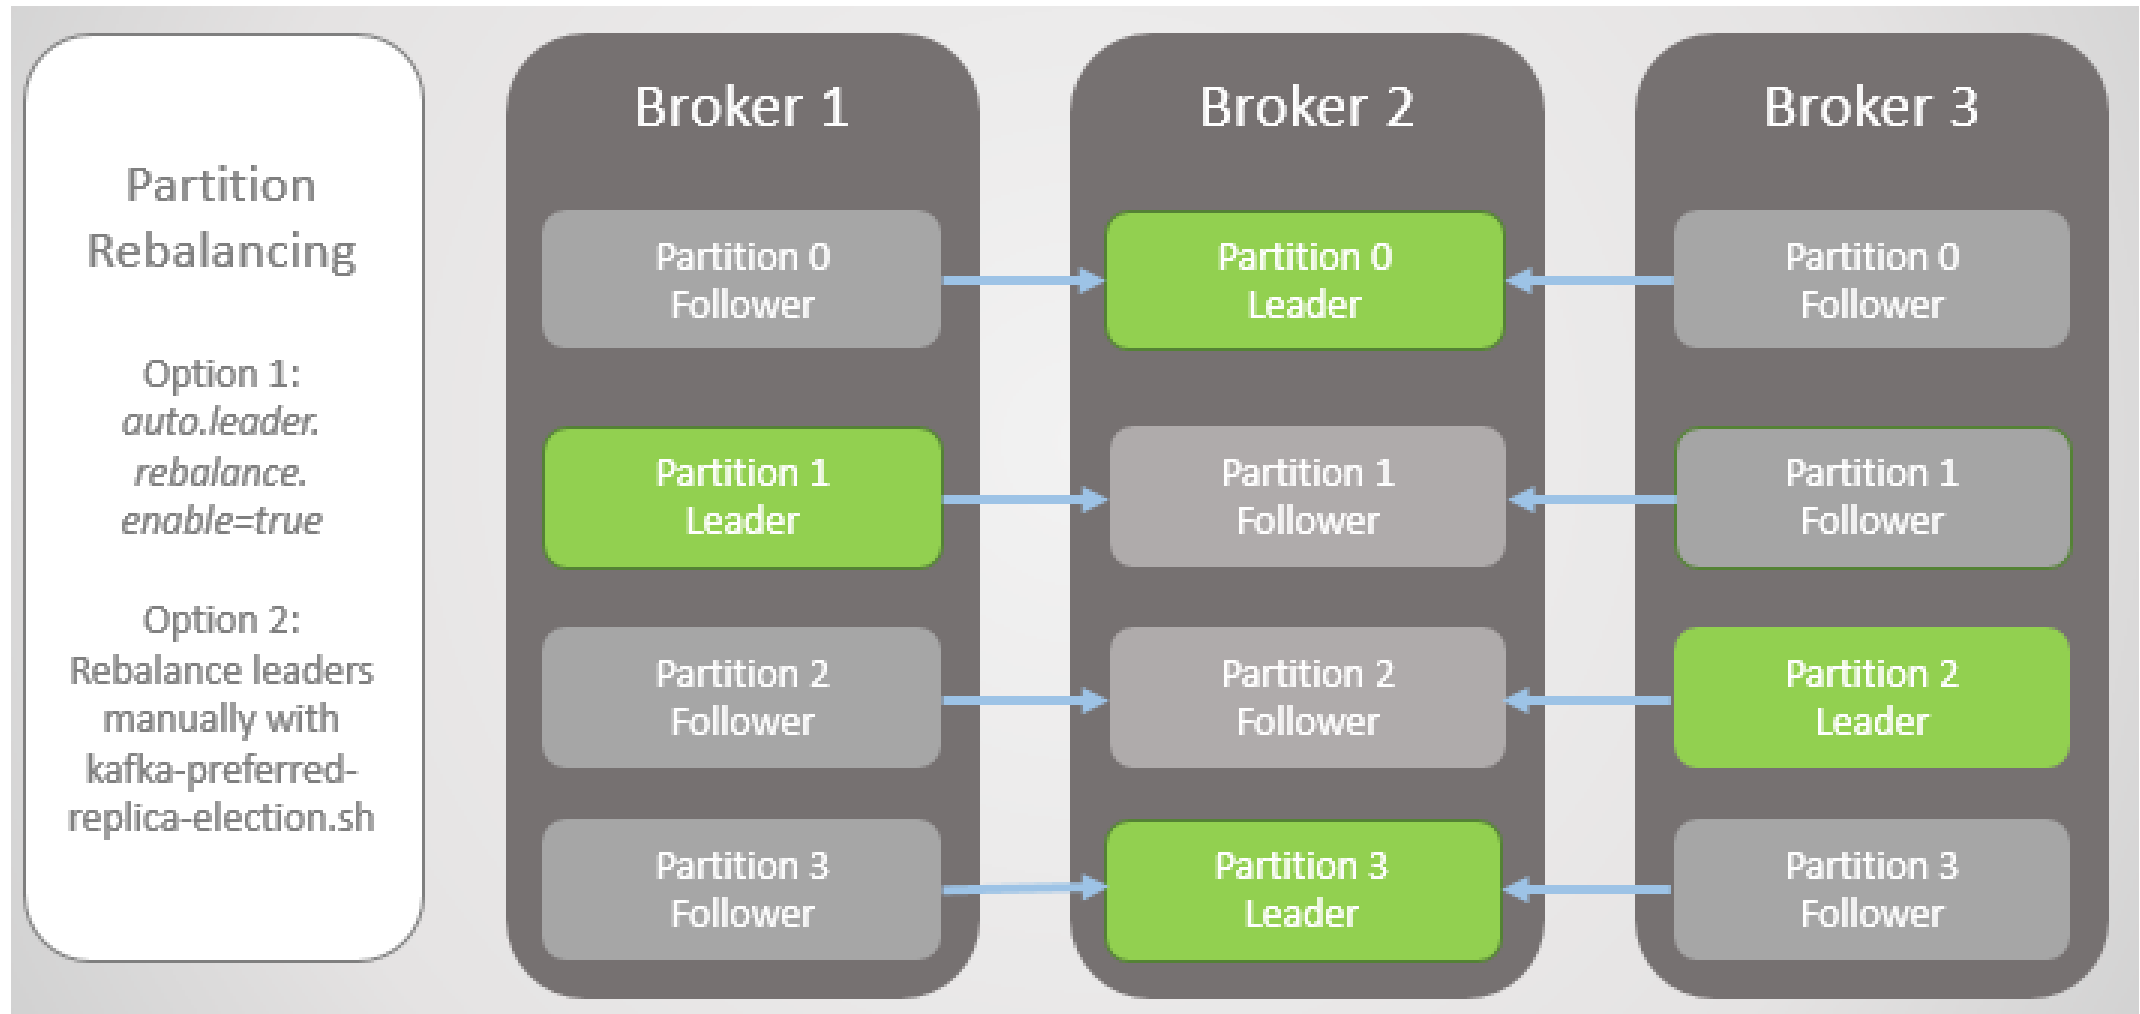 Partition
Rebalancing
Option 1:
auto.leader.
rebalance.
enable=true
Option 2:
Rebalance leaders
manually with
kafka-preferred-
replica-election.sh
Broker 1
Partition 0
Follower
Partition 1
Leader
Partition 2
Follower
Partition 3
Follower
Broker 2
Partition 0
Leader
Partition 1
Follower
Partition 2
Follower
Partition 3
Leader
Broker 3
Partition 0
Follower
Partition 1
Follower
Partition 2
Leader
Partition 3
Follower